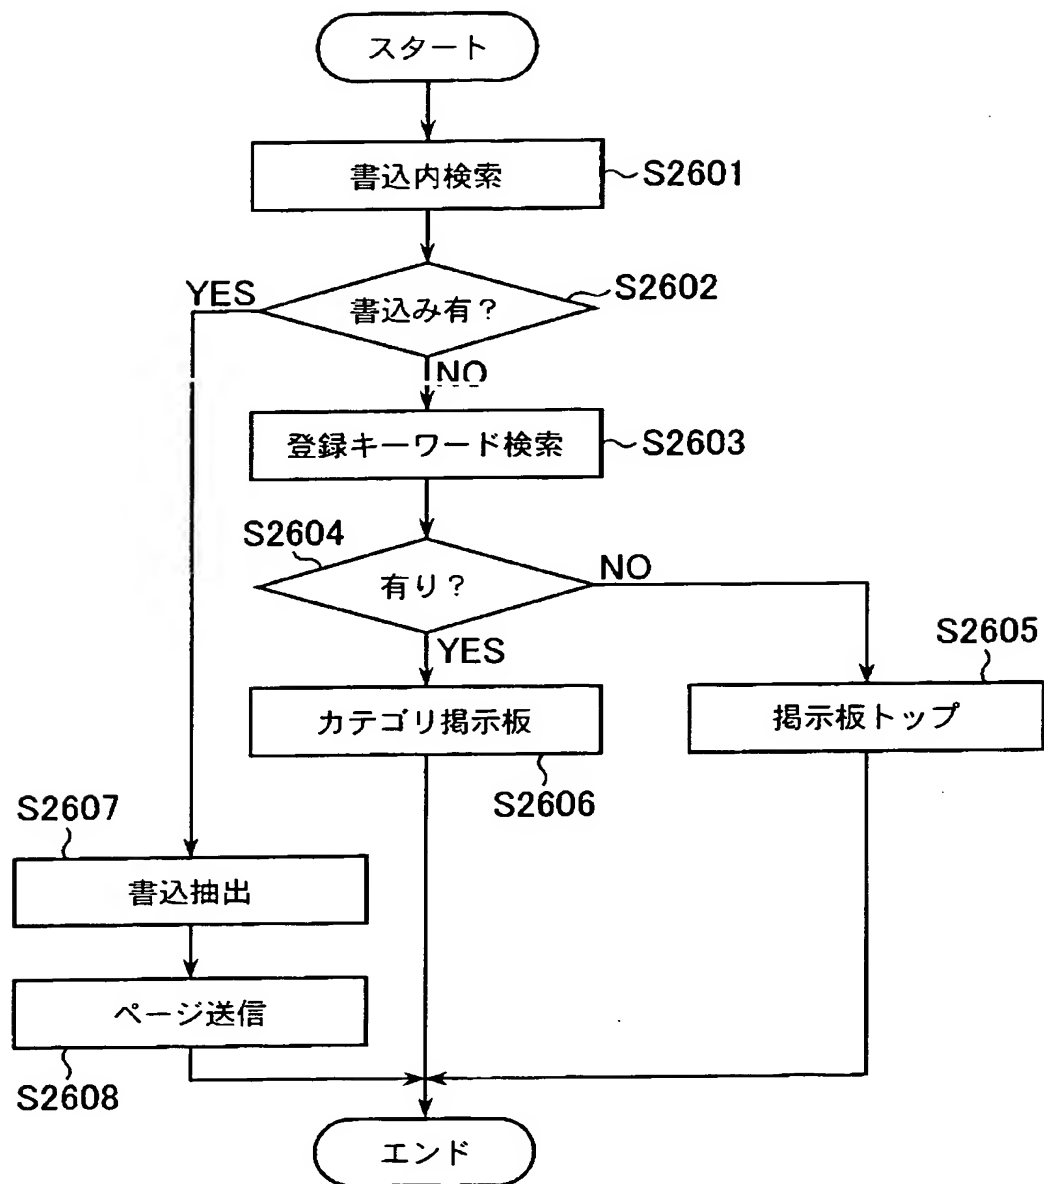 スタート
書込内検索
S2601
YES
書込み有？
S2602
NO
登録キーワード検索
S2603
S2604
有り？
NO
YES
S2605
カテゴリ掲示板
掲示板トップ
S2606
S2607
書込抽出
ページ送信
S2608
エンド